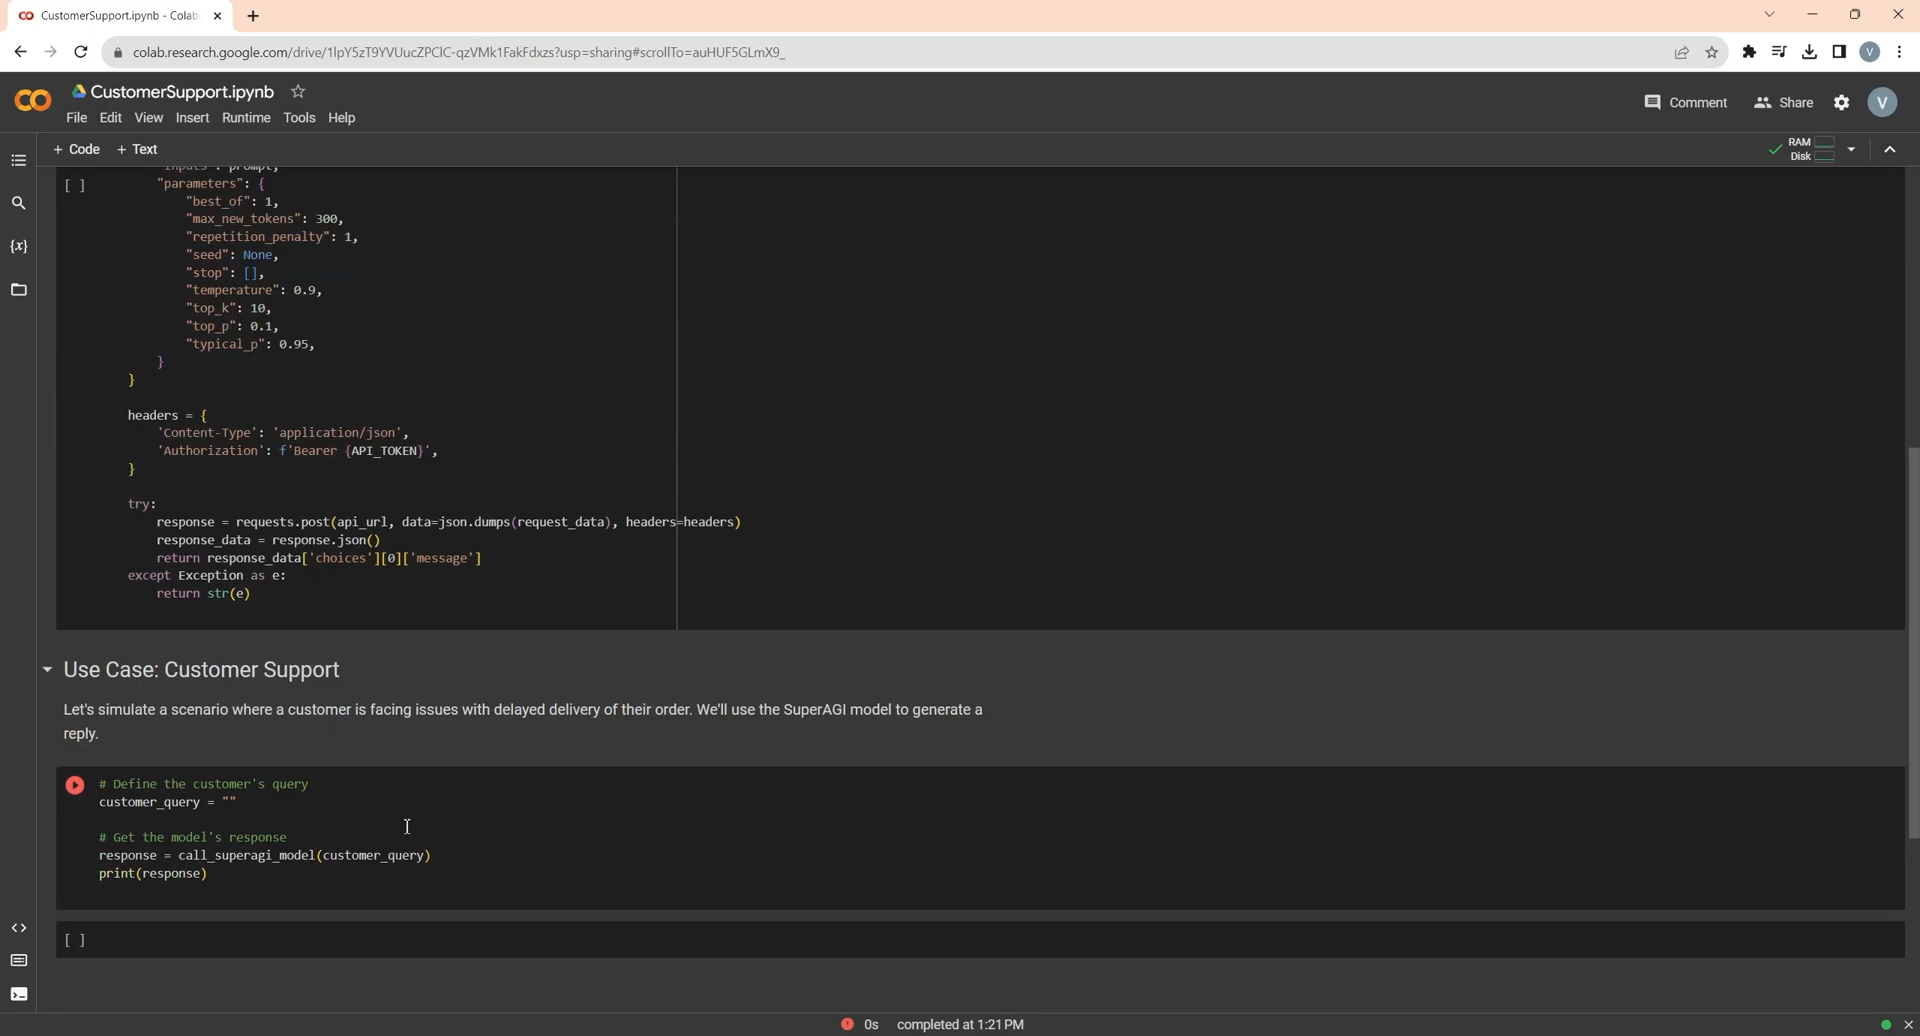 CustomerSupport.ipynb - Colab
colab.research.google.com/drive/1lpY5zT9YVUucZPClC-qzVMk1FakFdxzs?usp=sharing#scrollTo=auHUF5GLmX9_
V
CustomerSupport.ipynb
File Edit View Insert Runtime Tools Help
Comment Share V
+ Code + Text
RAM
Disk
"inputs": prompt,
[ ] "parameters": {
"best_of": 1,
"max_new_tokens": 300,
"repetition_penalty": 1,
"seed": None,
"stop": [],
"temperature": 0.9,
"top_k": 10,
"top_p": 0.1,
"typical_p": 0.95,
}
}
headers = {
'Content-Type': 'application/json',
'Authorization': f'Bearer {API_TOKEN}',
}
try:
response = requests.post(api_url, data=json.dumps(request_data), headers=headers)
response_data = response.json()
return response_data['choices'][0]['message']
except Exception as e:
return str(e)
Use Case: Customer Support
Let's simulate a scenario where a customer is facing issues with delayed delivery of their order. We'll use the SuperAGI model to generate a
reply.
# Define the customer's query
customer_query = ""
# Get the model's response
response = call_superagi_model(customer_query)
print(response)
[ ]
0s completed at 1:21 PM